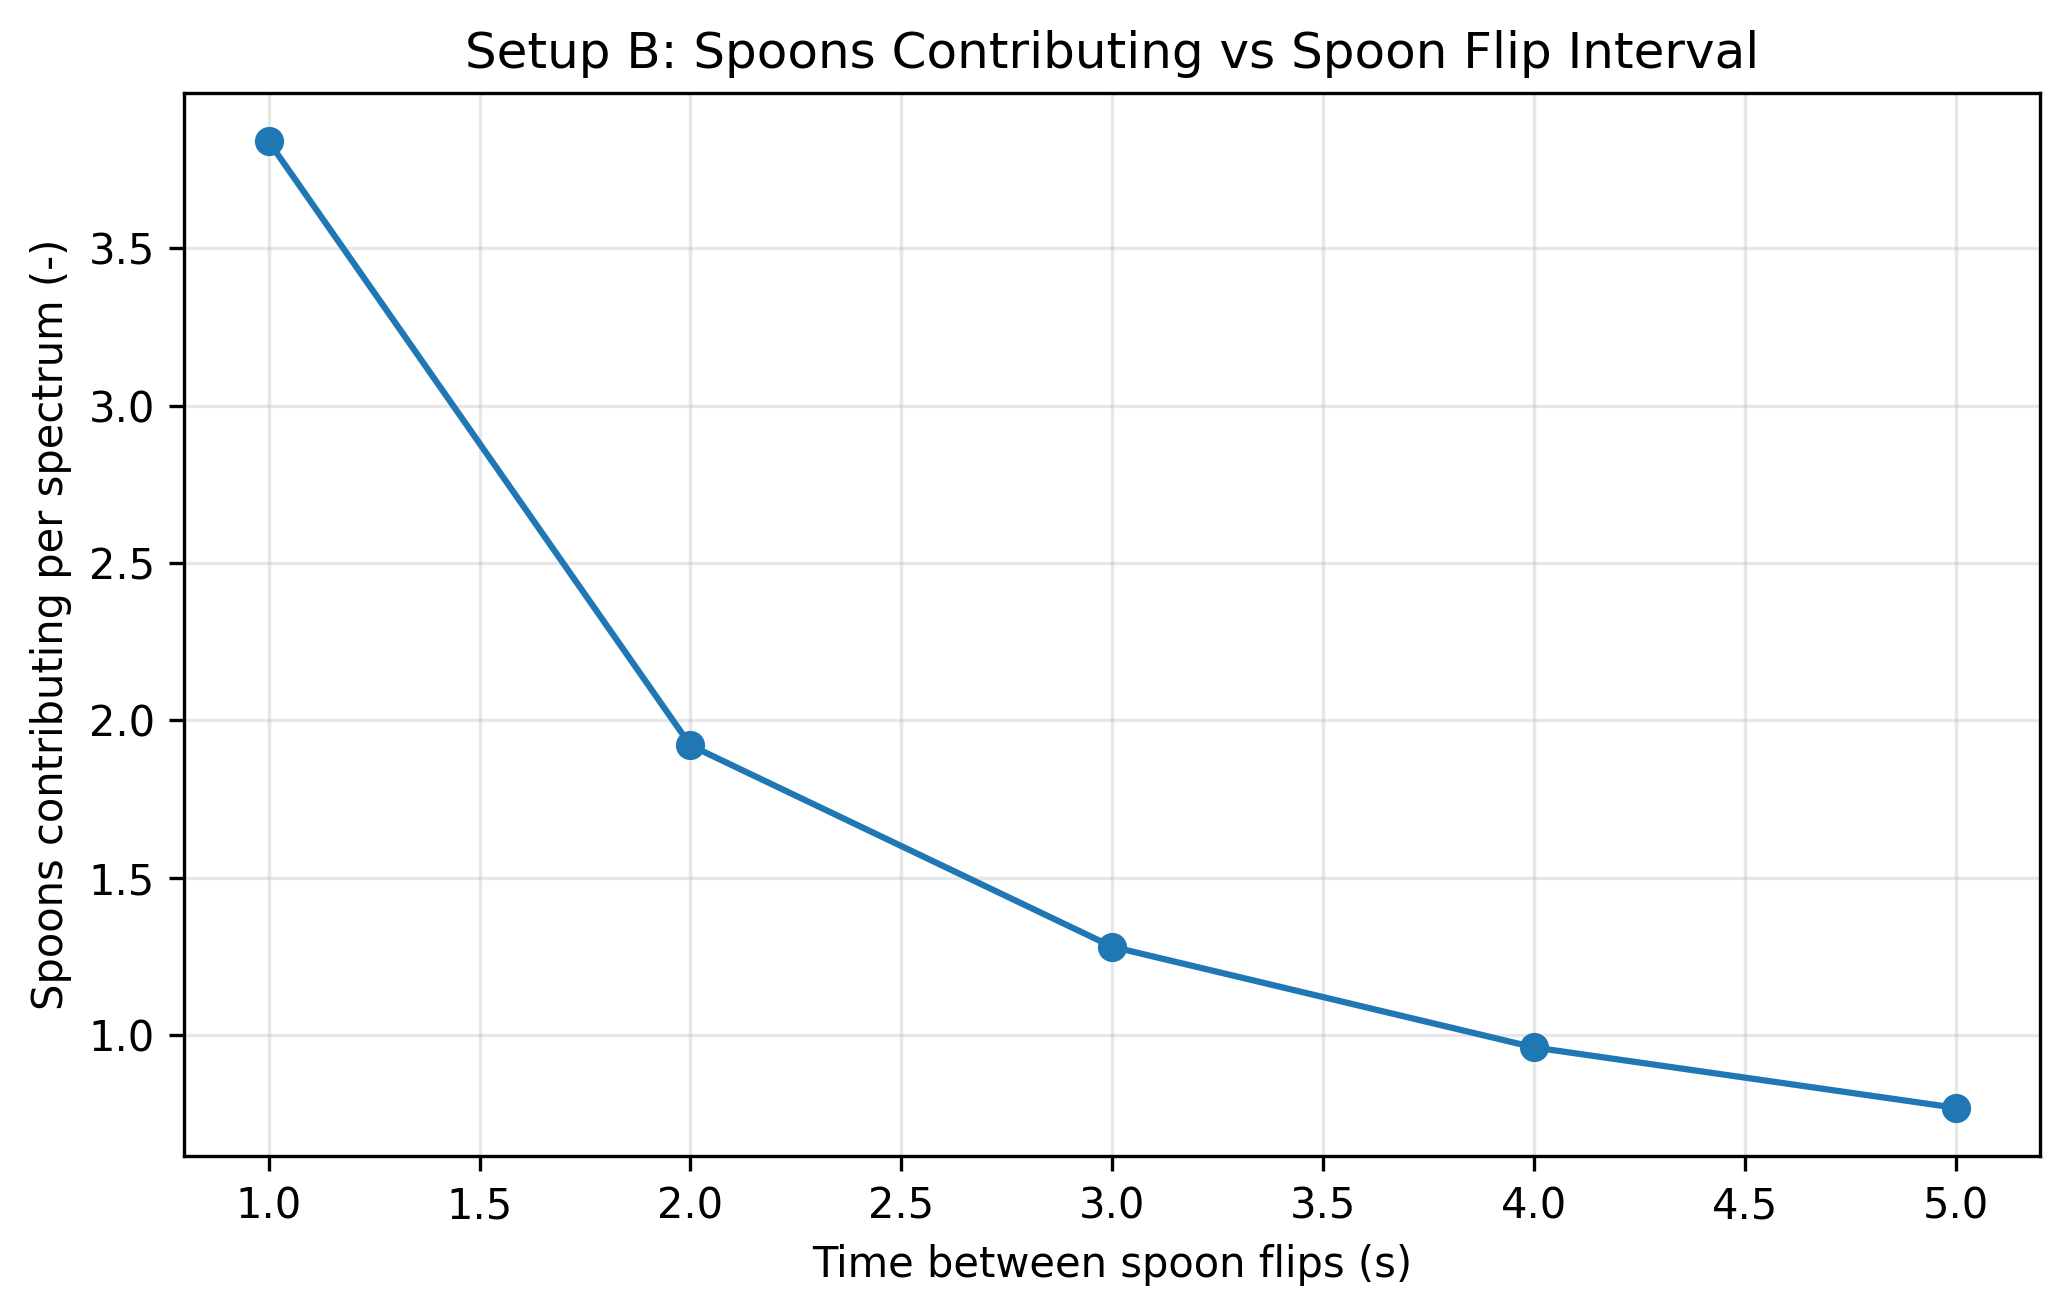 Setup B: Spoons Contributing vs Spoon Flip Interval
Spoons contributing per spectrum (-)
3.5
3.0
2.5
2.0
1.5
1.0
1.0 1.5 2.0 2.5 3.0 3.5 4.0 4.5 5.0
Time between spoon flips (s)